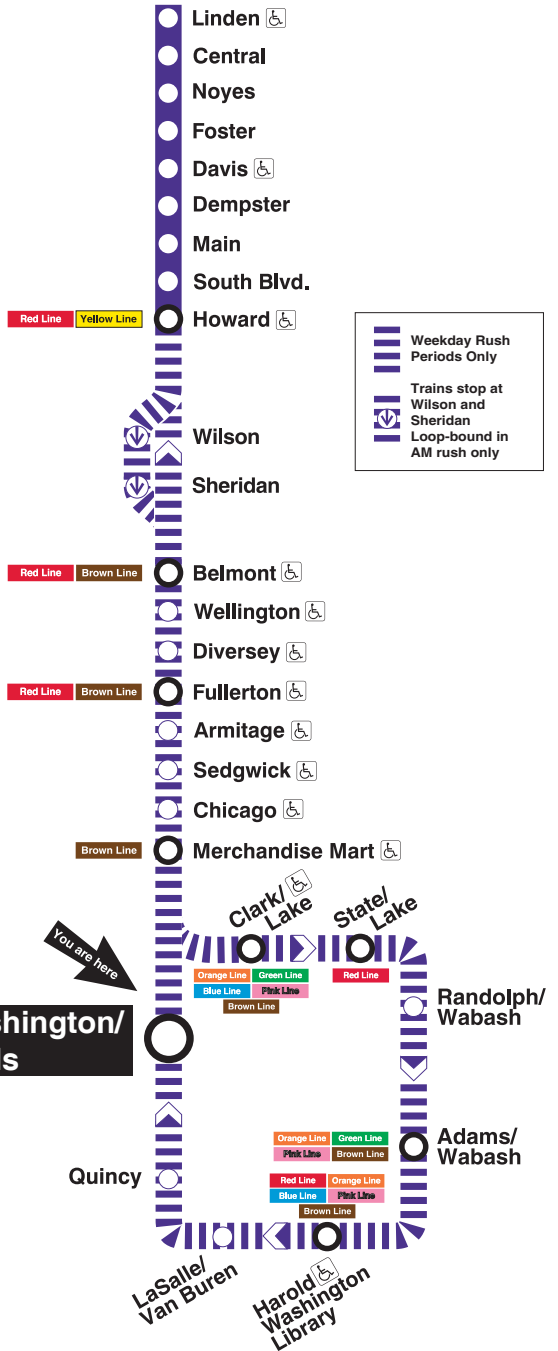 Linden
Central
Noyes
Foster
Davis
Dempster
Main
South Blvd.
Red Line Yellow Line Howard
Weekday Rush
Periods Only
Trains stop at
Wilson and
Sheridan
Loop-bound in
AM rush only
Wilson
Sheridan
Red Line Brown Line Belmont
Wellington
Diversey
Red Line Brown Line Fullerton
Armitage
Sedgwick
Chicago
Brown Line Merchandise Mart
Clark/
Lake
State/
Lake
Orange Line Green Line
Blue Line Pink Line
Brown Line
Red Line
You are here
Randolph/
Wabash
shington/
ls
Orange Line Green Line
Pink Line Brown Line
Adams/
Wabash
Quincy
Red Line Orange Line
Blue Line Pink Line
Brown Line
LaSalle/
Van Buren
Harold
Washington
Library